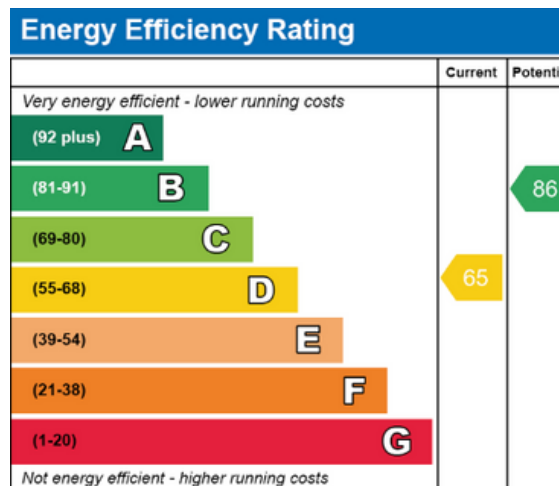 Energy Efficiency Rating
Current Potenti
Very energy efficient - lower running costs
(92 plus) A
(81-91) B 86
(69-80) C
(55-68) D 65
(39-54) E
(21-38) F
(1-20) G
Not energy efficient - higher running costs